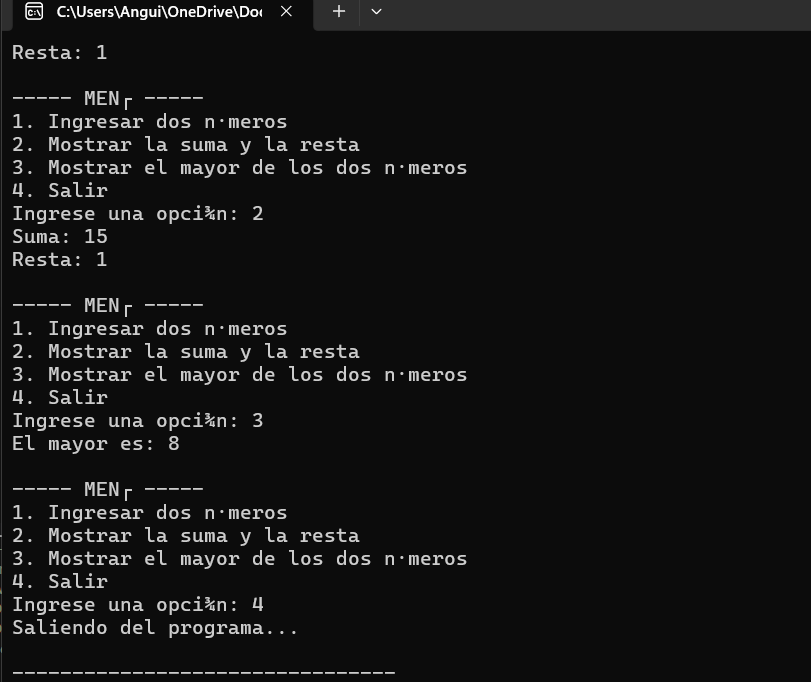 C:\Users\Angui\OneDrive\Doc
Resta: 1
----- MEN┌ -----
1. Ingresar dos n·meros
2. Mostrar la suma y la resta
3. Mostrar el mayor de los dos n·meros
4. Salir
Ingrese una opci¾n: 2
Suma: 15
Resta: 1
----- MEN┌ -----
1. Ingresar dos n·meros
2. Mostrar la suma y la resta
3. Mostrar el mayor de los dos n·meros
4. Salir
Ingrese una opci¾n: 3
El mayor es: 8
----- MEN┌ -----
1. Ingresar dos n·meros
2. Mostrar la suma y la resta
3. Mostrar el mayor de los dos n·meros
4. Salir
Ingrese una opci¾n: 4
Saliendo del programa...
--------------------------------